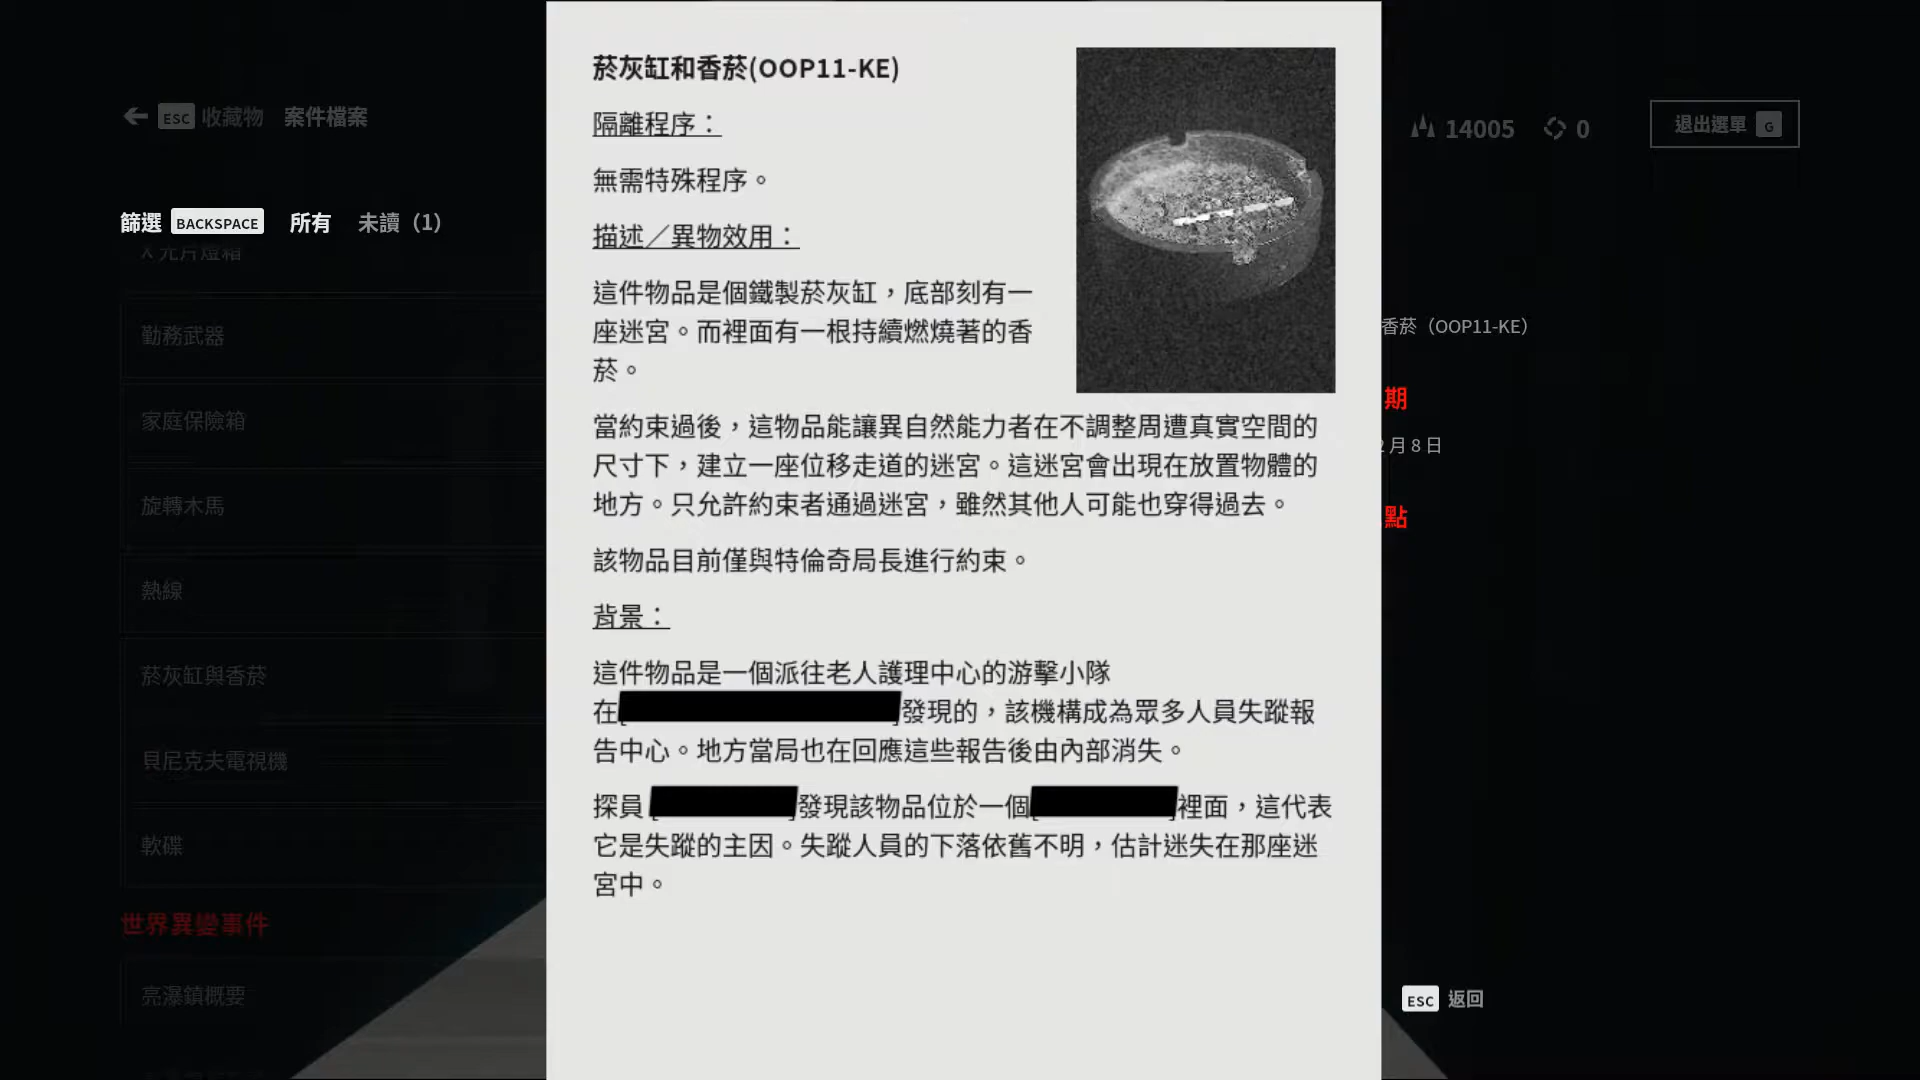 ESC 收藏物 案件檔案
14005 0
退出選單 G
篩選 BACKSPACE 所有 未讀（1）
X 光片燈箱
勤務武器
家庭保險箱
旋轉木馬
熱線
菸灰缸與香菸
貝尼克夫電視機
軟碟
世界異變事件
亮瀑鎮概要
菸灰缸和香菸(OOP11-KE)
隔離程序：
無需特殊程序。
描述／異物效用：
這件物品是個鐵製菸灰缸，底部刻有一
座迷宮。而裡面有一根持續燃燒著的香
菸。
當約束過後，這物品能讓異自然能力者在不調整周遭真實空間的
尺寸下，建立一座位移走道的迷宮。這迷宮會出現在放置物體的
地方。只允許約束者通過迷宮，雖然其他人可能也穿得過去。
該物品目前僅與特倫奇局長進行約束。
背景：
這件物品是一個派往老人護理中心的游擊小隊
在[ ]發現的，該機構成為眾多人員失蹤報
告中心。地方當局也在回應這些報告後由內部消失。
探員 [ ]發現該物品位於一個[ ]裡面，這代表
它是失蹤的主因。失蹤人員的下落依舊不明，估計迷失在那座迷
宮中。
香菸（OOP11-KE）
期
2 月 8 日
點
ESC 返回